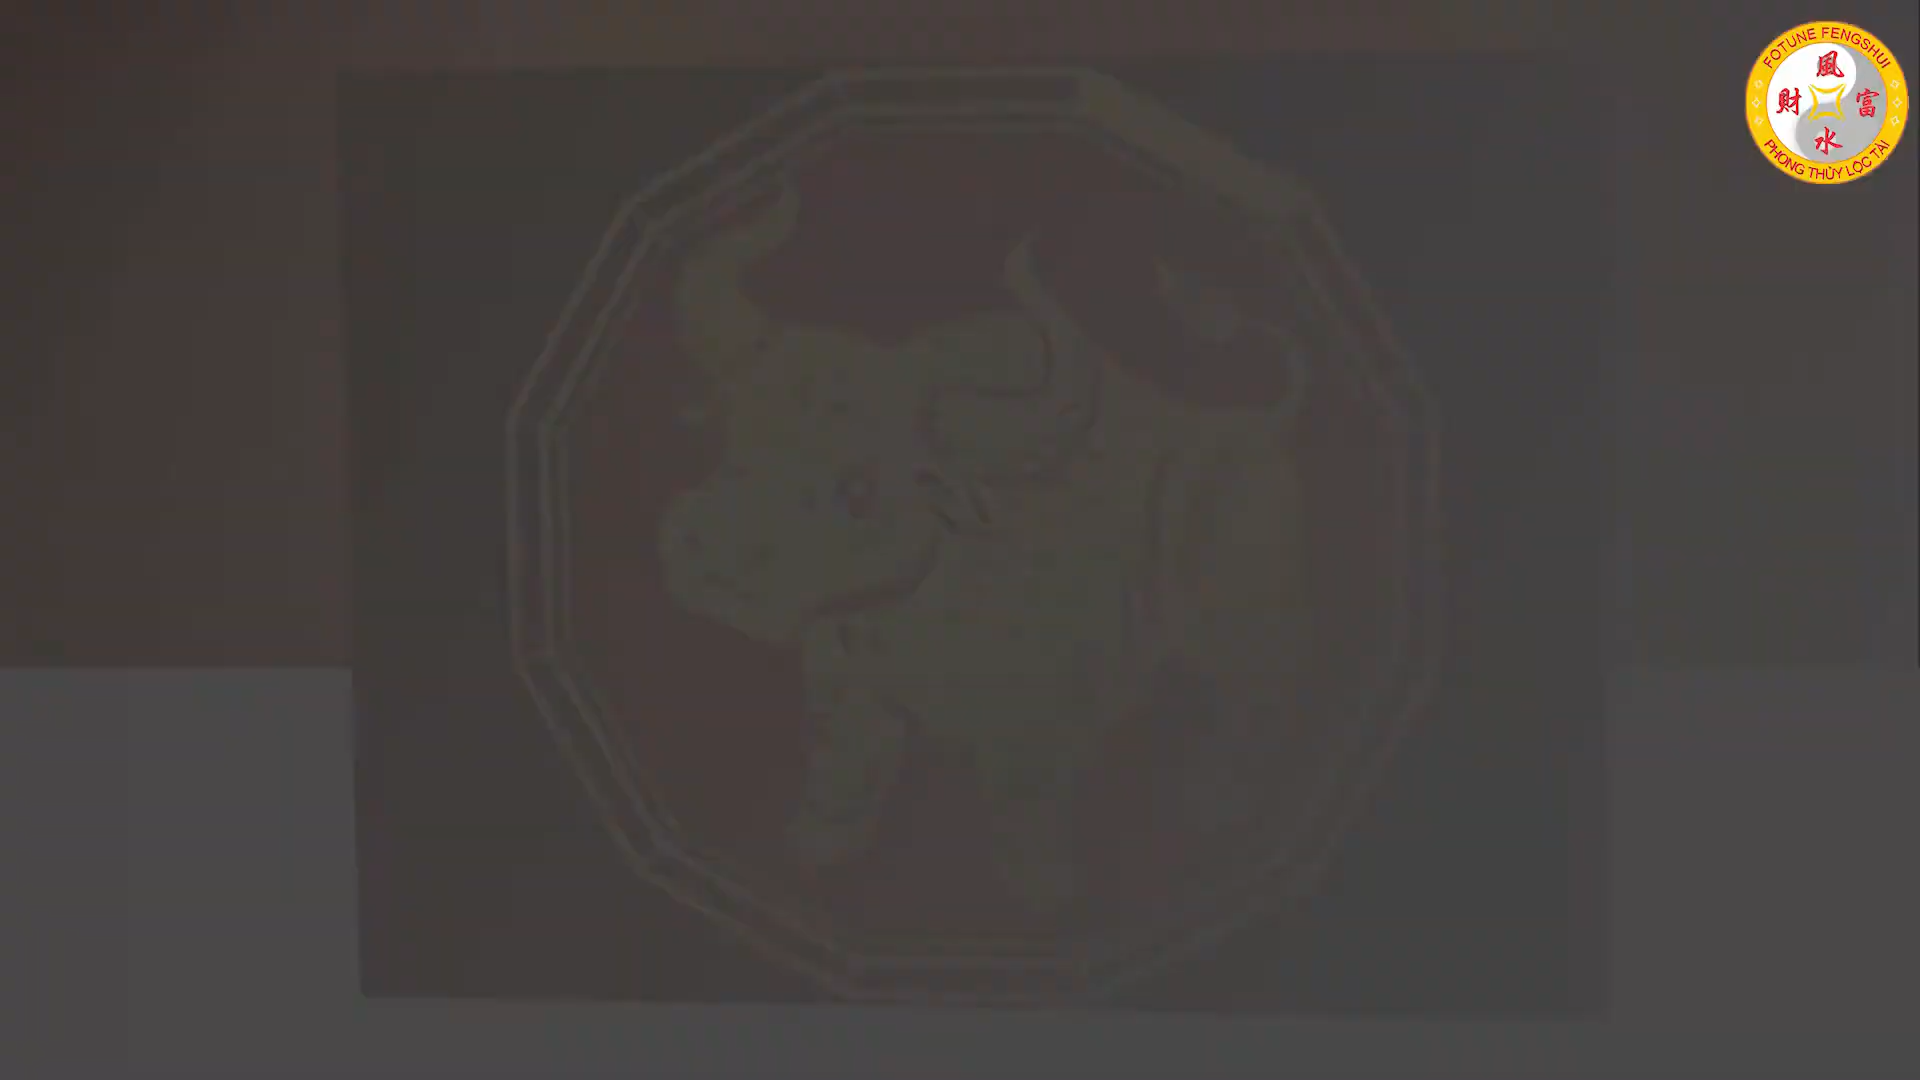 FOTUNE FENGSHUI
風
財 富
水
PHONG THỦY LỘC TÀI